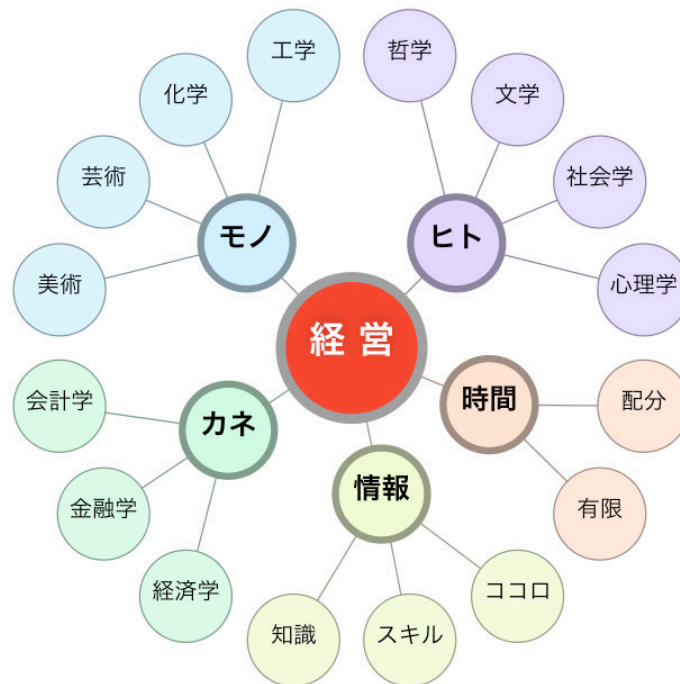 工学
哲学
化学
文学
芸術
社会学
モノ
ヒト
美術
心理学
経営
会計学
カネ
時間
配分
情報
金融学
有限
経済学
ココロ
知識
スキル